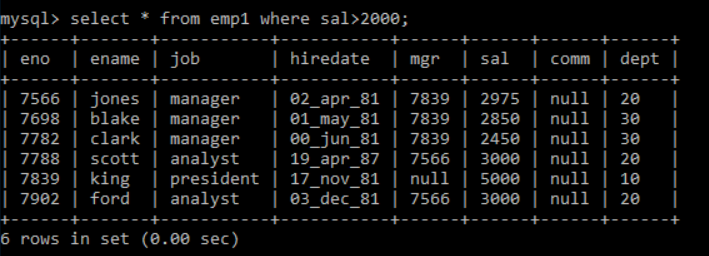 mysql> select * from emp1 where sal>2000;
+------+-------+-----------+-----------+------+------+------+------+
| eno  | ename | job       | hiredate  | mgr  | sal  | comm | dept |
+------+-------+-----------+-----------+------+------+------+------+
| 7566 | jones | manager   | 02_apr_81 | 7839 | 2975 | null | 20   |
| 7698 | blake | manager   | 01_may_81 | 7839 | 2850 | null | 30   |
| 7782 | clark | manager   | 00_jun_81 | 7839 | 2450 | null | 30   |
| 7788 | scott | analyst   | 19_apr_87 | 7566 | 3000 | null | 20   |
| 7839 | king  | president | 17_nov_81 | null | 5000 | null | 10   |
| 7902 | ford  | analyst   | 03_dec_81 | 7566 | 3000 | null | 20   |
+------+-------+-----------+-----------+------+------+------+------+
6 rows in set (0.00 sec)